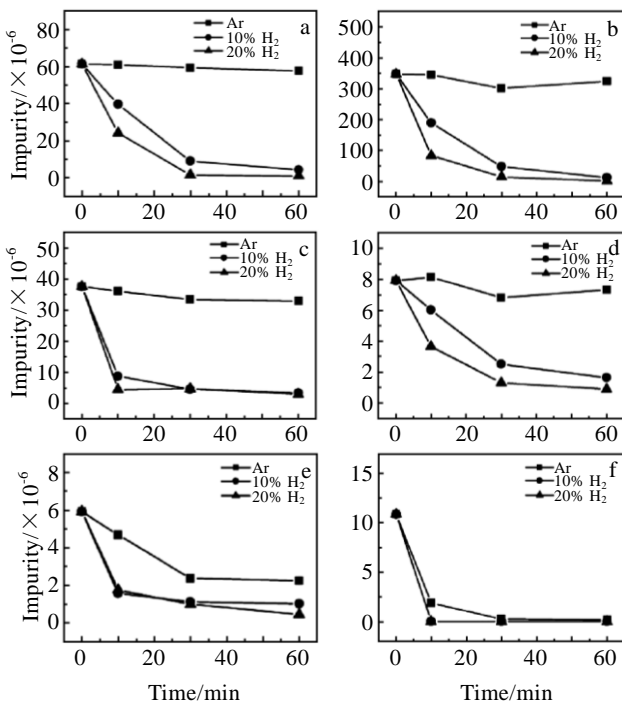 a
Ar
10% H₂
20% H₂
Impurity/×10⁻⁶
80
60
40
20
0
0 20 40 60
b
Ar
10% H₂
20% H₂
500
400
300
200
100
0
0 20 40 60
c
Ar
10% H₂
20% H₂
Impurity/×10⁻⁶
50
40
30
20
10
0
0 20 40 60
d
Ar
10% H₂
20% H₂
10
8
6
4
2
0
0 20 40 60
e
Ar
10% H₂
20% H₂
Impurity/×10⁻⁶
8
6
4
2
0
0 20 40 60
Time/min
f
Ar
10% H₂
20% H₂
15
10
5
0
0 20 40 60
Time/min